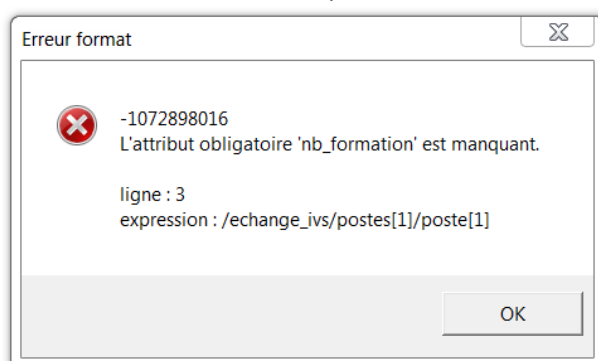 Erreur format
-1072898016
L'attribut obligatoire 'nb_formation' est manquant.
ligne : 3
expression : /echange_ivs/postes[1]/poste[1]
OK